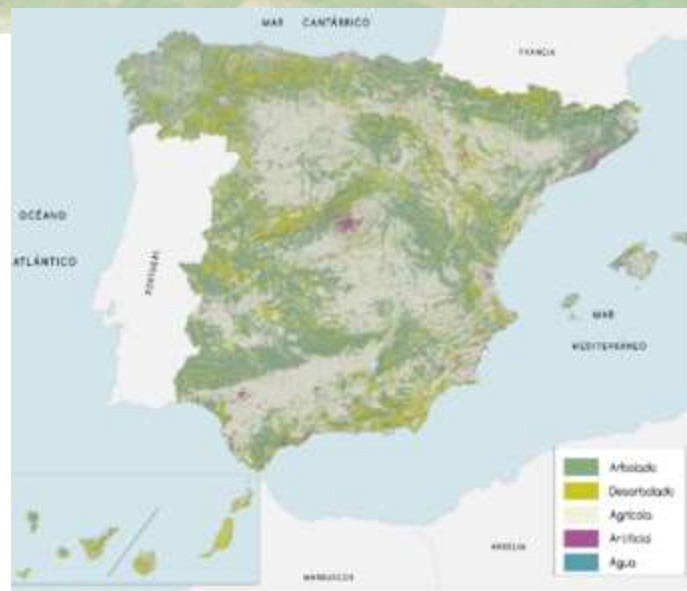 MAR CANTÁBRICO
FRANCIA
OCÉANO
ATLÁNTICO
PORTUGAL
MAR
MEDITERRÁNEO
Arbolado
Desarbolado
Agrícola
Artificial
Agua
ARGELIA
MARRUECOS